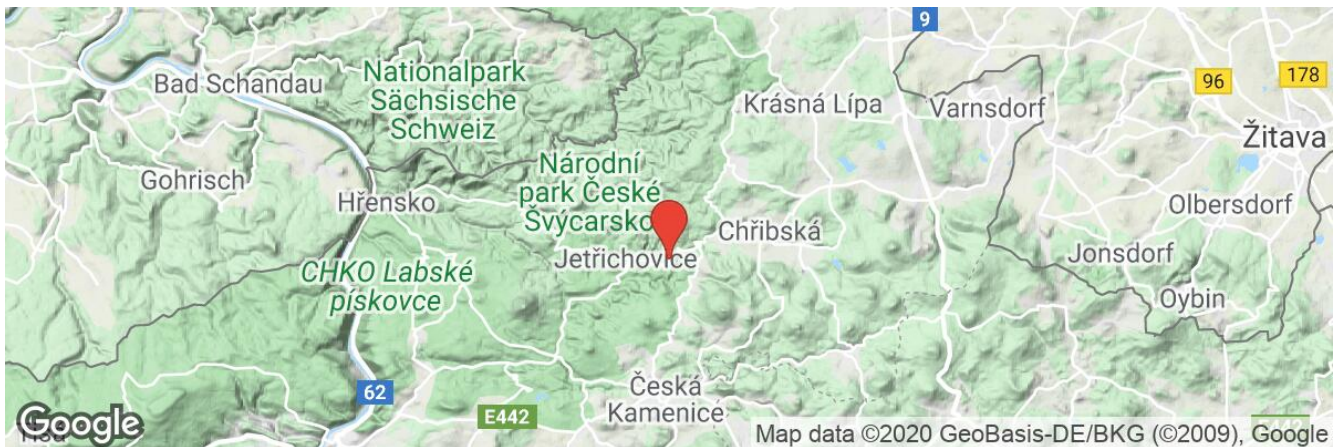 9
Bad Schandau
Nationalpark
Sächsische
Schweiz
Krásná Lípa
Varnsdorf
96
178
Žitava
Gohrisch
Hřensko
Národní
park České
Švýcarsko
Chřibská
Olbersdorf
Jetřichovice
Jonsdorf
CHKO Labské
pískovce
Oybin
62
Česká
Kamenice
E442
Google
Map data ©2020 GeoBasis-DE/BKG (©2009), Google